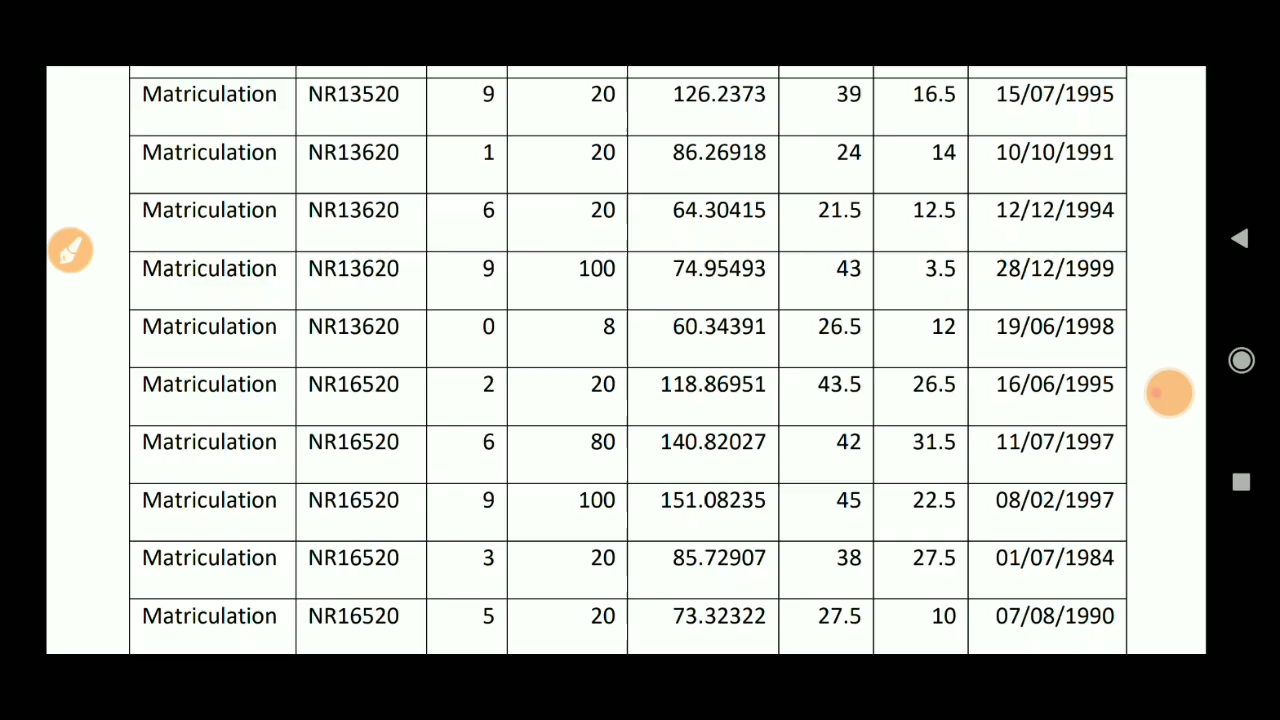 Matriculation NR13520 9 20 126.2373 39 16.5 15/07/1995
Matriculation NR13620 1 20 86.26918 24 14 10/10/1991
Matriculation NR13620 6 20 64.30415 21.5 12.5 12/12/1994
Matriculation NR13620 9 100 74.95493 43 3.5 28/12/1999
Matriculation NR13620 0 8 60.34391 26.5 12 19/06/1998
Matriculation NR16520 2 20 118.86951 43.5 26.5 16/06/1995
Matriculation NR16520 6 80 140.82027 42 31.5 11/07/1997
Matriculation NR16520 9 100 151.08235 45 22.5 08/02/1997
Matriculation NR16520 3 20 85.72907 38 27.5 01/07/1984
Matriculation NR16520 5 20 73.32322 27.5 10 07/08/1990